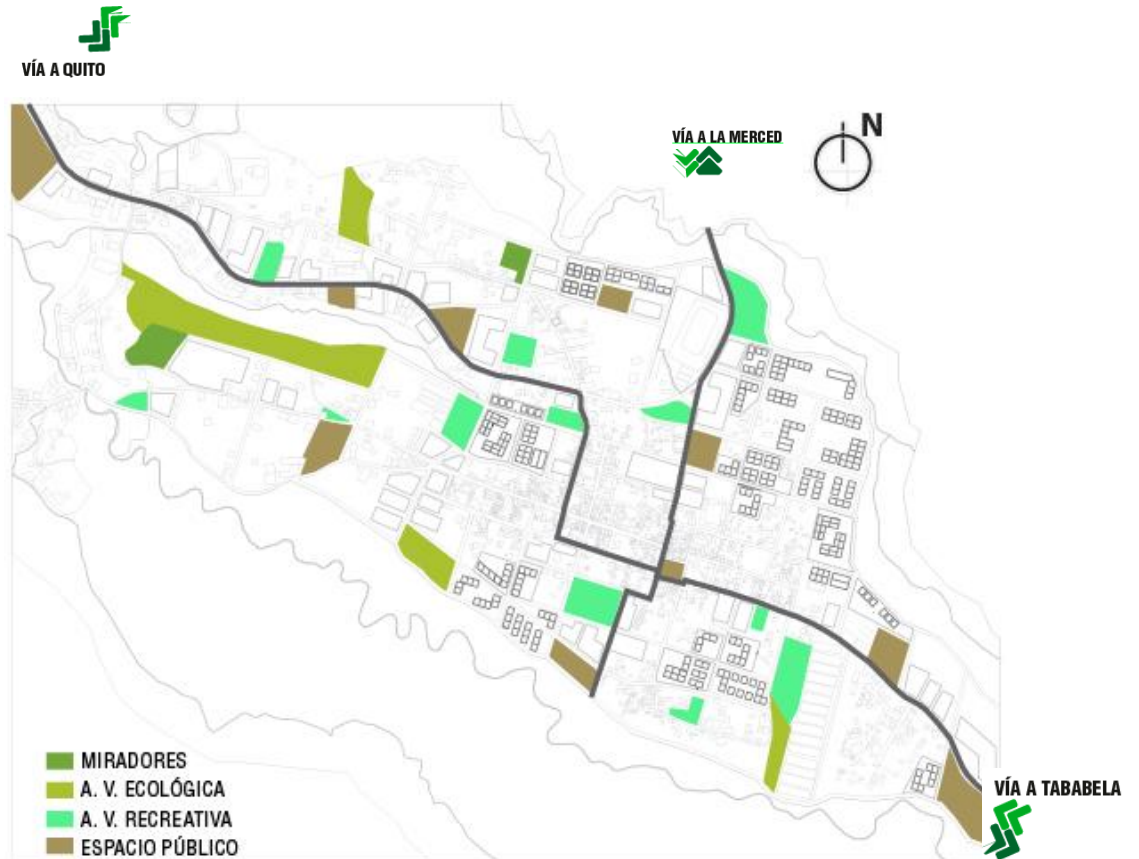 VÍA A QUITO
VÍA A LA MERCED
N
MIRADORES
A. V. ECOLÓGICA
A. V. RECREATIVA
ESPACIO PÚBLICO
VÍA A TABABELA